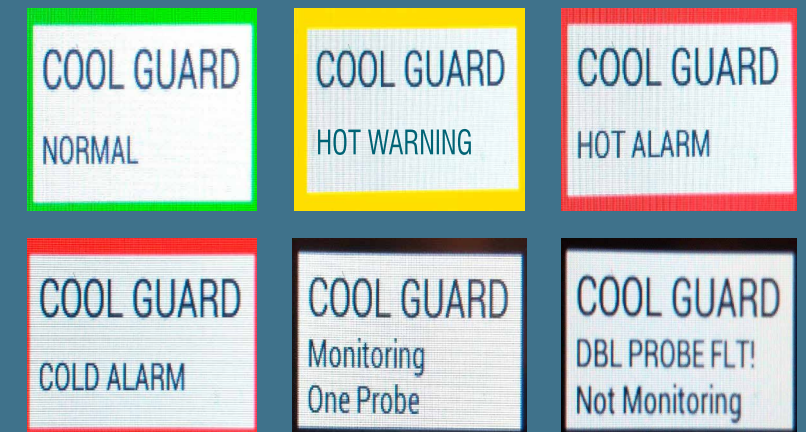 COOL GUARD
NORMAL
COOL GUARD
HOT WARNING
COOL GUARD
HOT ALARM
COOL GUARD
COLD ALARM
COOL GUARD
Monitoring
One Probe
COOL GUARD
DBL PROBE FLT!
Not Monitoring